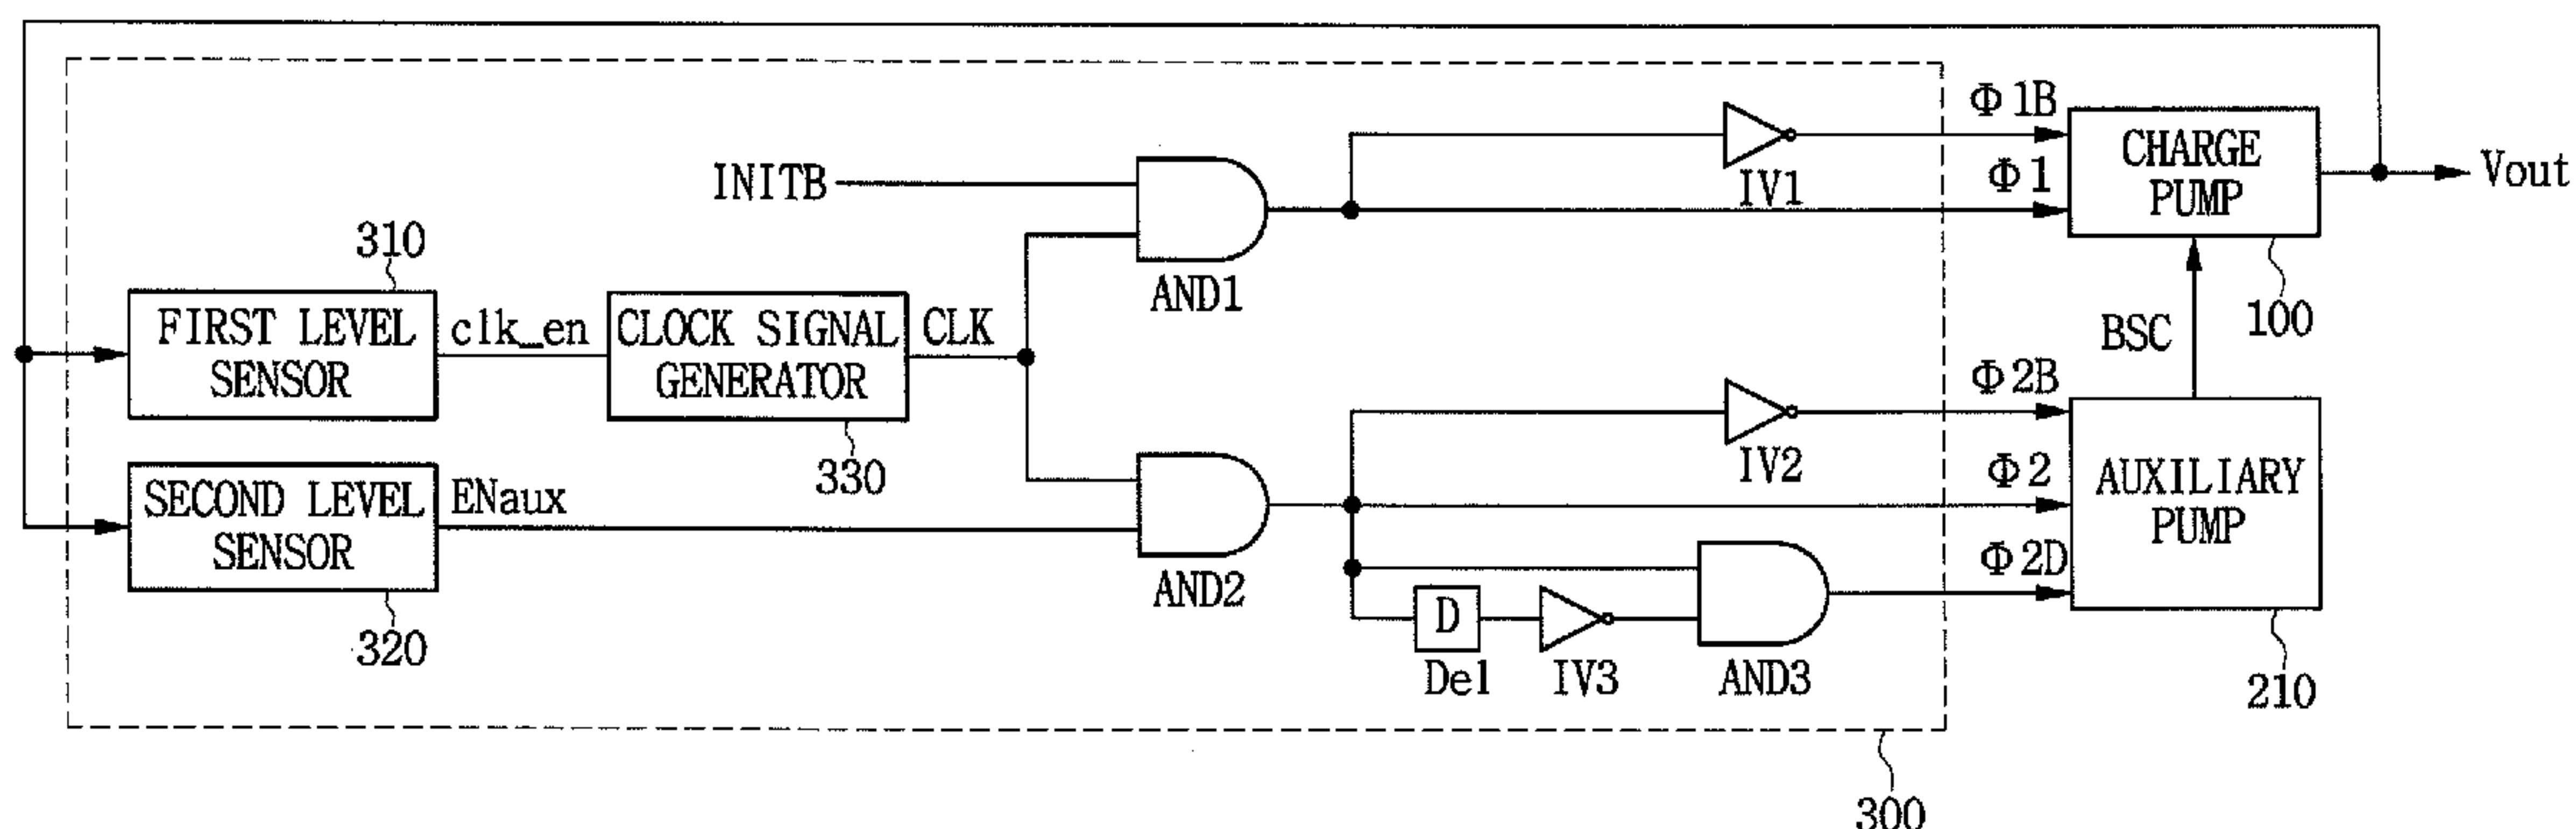 Φ1B
CHARGE
PUMP
Vout
INITB
IV1
Φ1
100
AND1
310
FIRST LEVEL
SENSOR
clk_en
CLOCK SIGNAL
GENERATOR
CLK
330
BSC
Φ2B
IV2
SECOND LEVEL
SENSOR
ENaux
320
AND2
Φ2
AUXILIARY
PUMP
Φ2D
D
Del
IV3
AND3
210
300